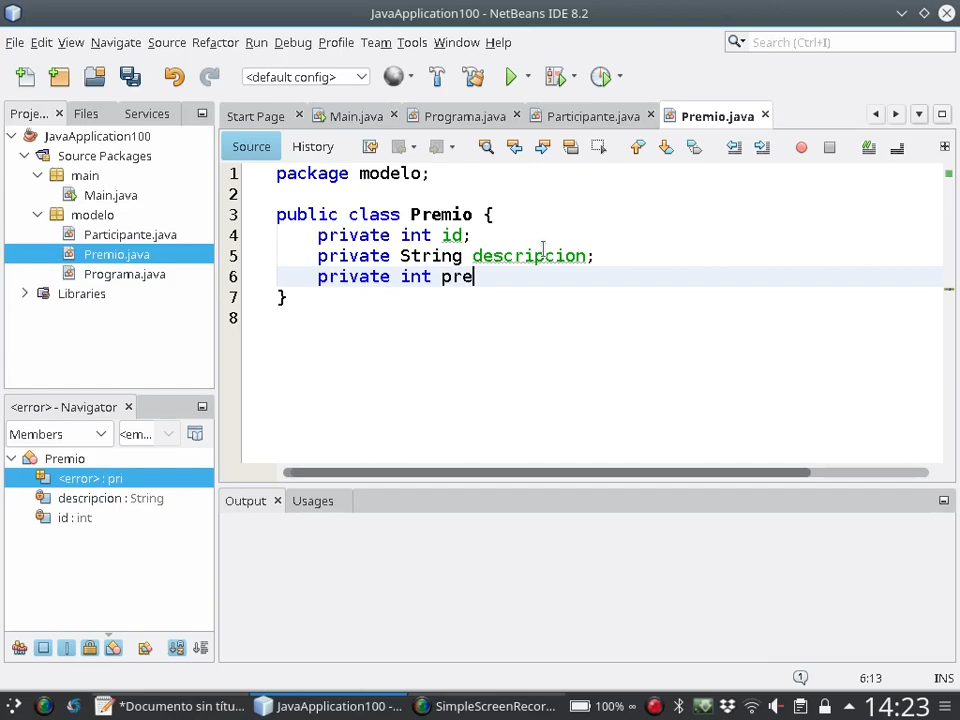 JavaApplication100 - NetBeans IDE 8.2
File Edit View Navigate Source Refactor Run Debug Profile Team Tools Window Help
Search (Ctrl+I)
<default config>
Proje... Files Services
Start Page Main.java Programa.java Participante.java Premio.java
JavaApplication100
Source Packages
main
Main.java
modelo
Participante.java
Premio.java
Programa.java
Libraries
Source History
1 package modelo;
2
3 public class Premio {
4 private int id;
5 private String descripcion;
6 private int pre
7 }
8
<error> - Navigator
Members <em...
Premio
<error> : pri
descripcion : String
id : int
Output Usages
1 6:13 INS
*Documento sin títu... JavaApplication100 -... SimpleScreenRecor... 100% ∞ 14:23